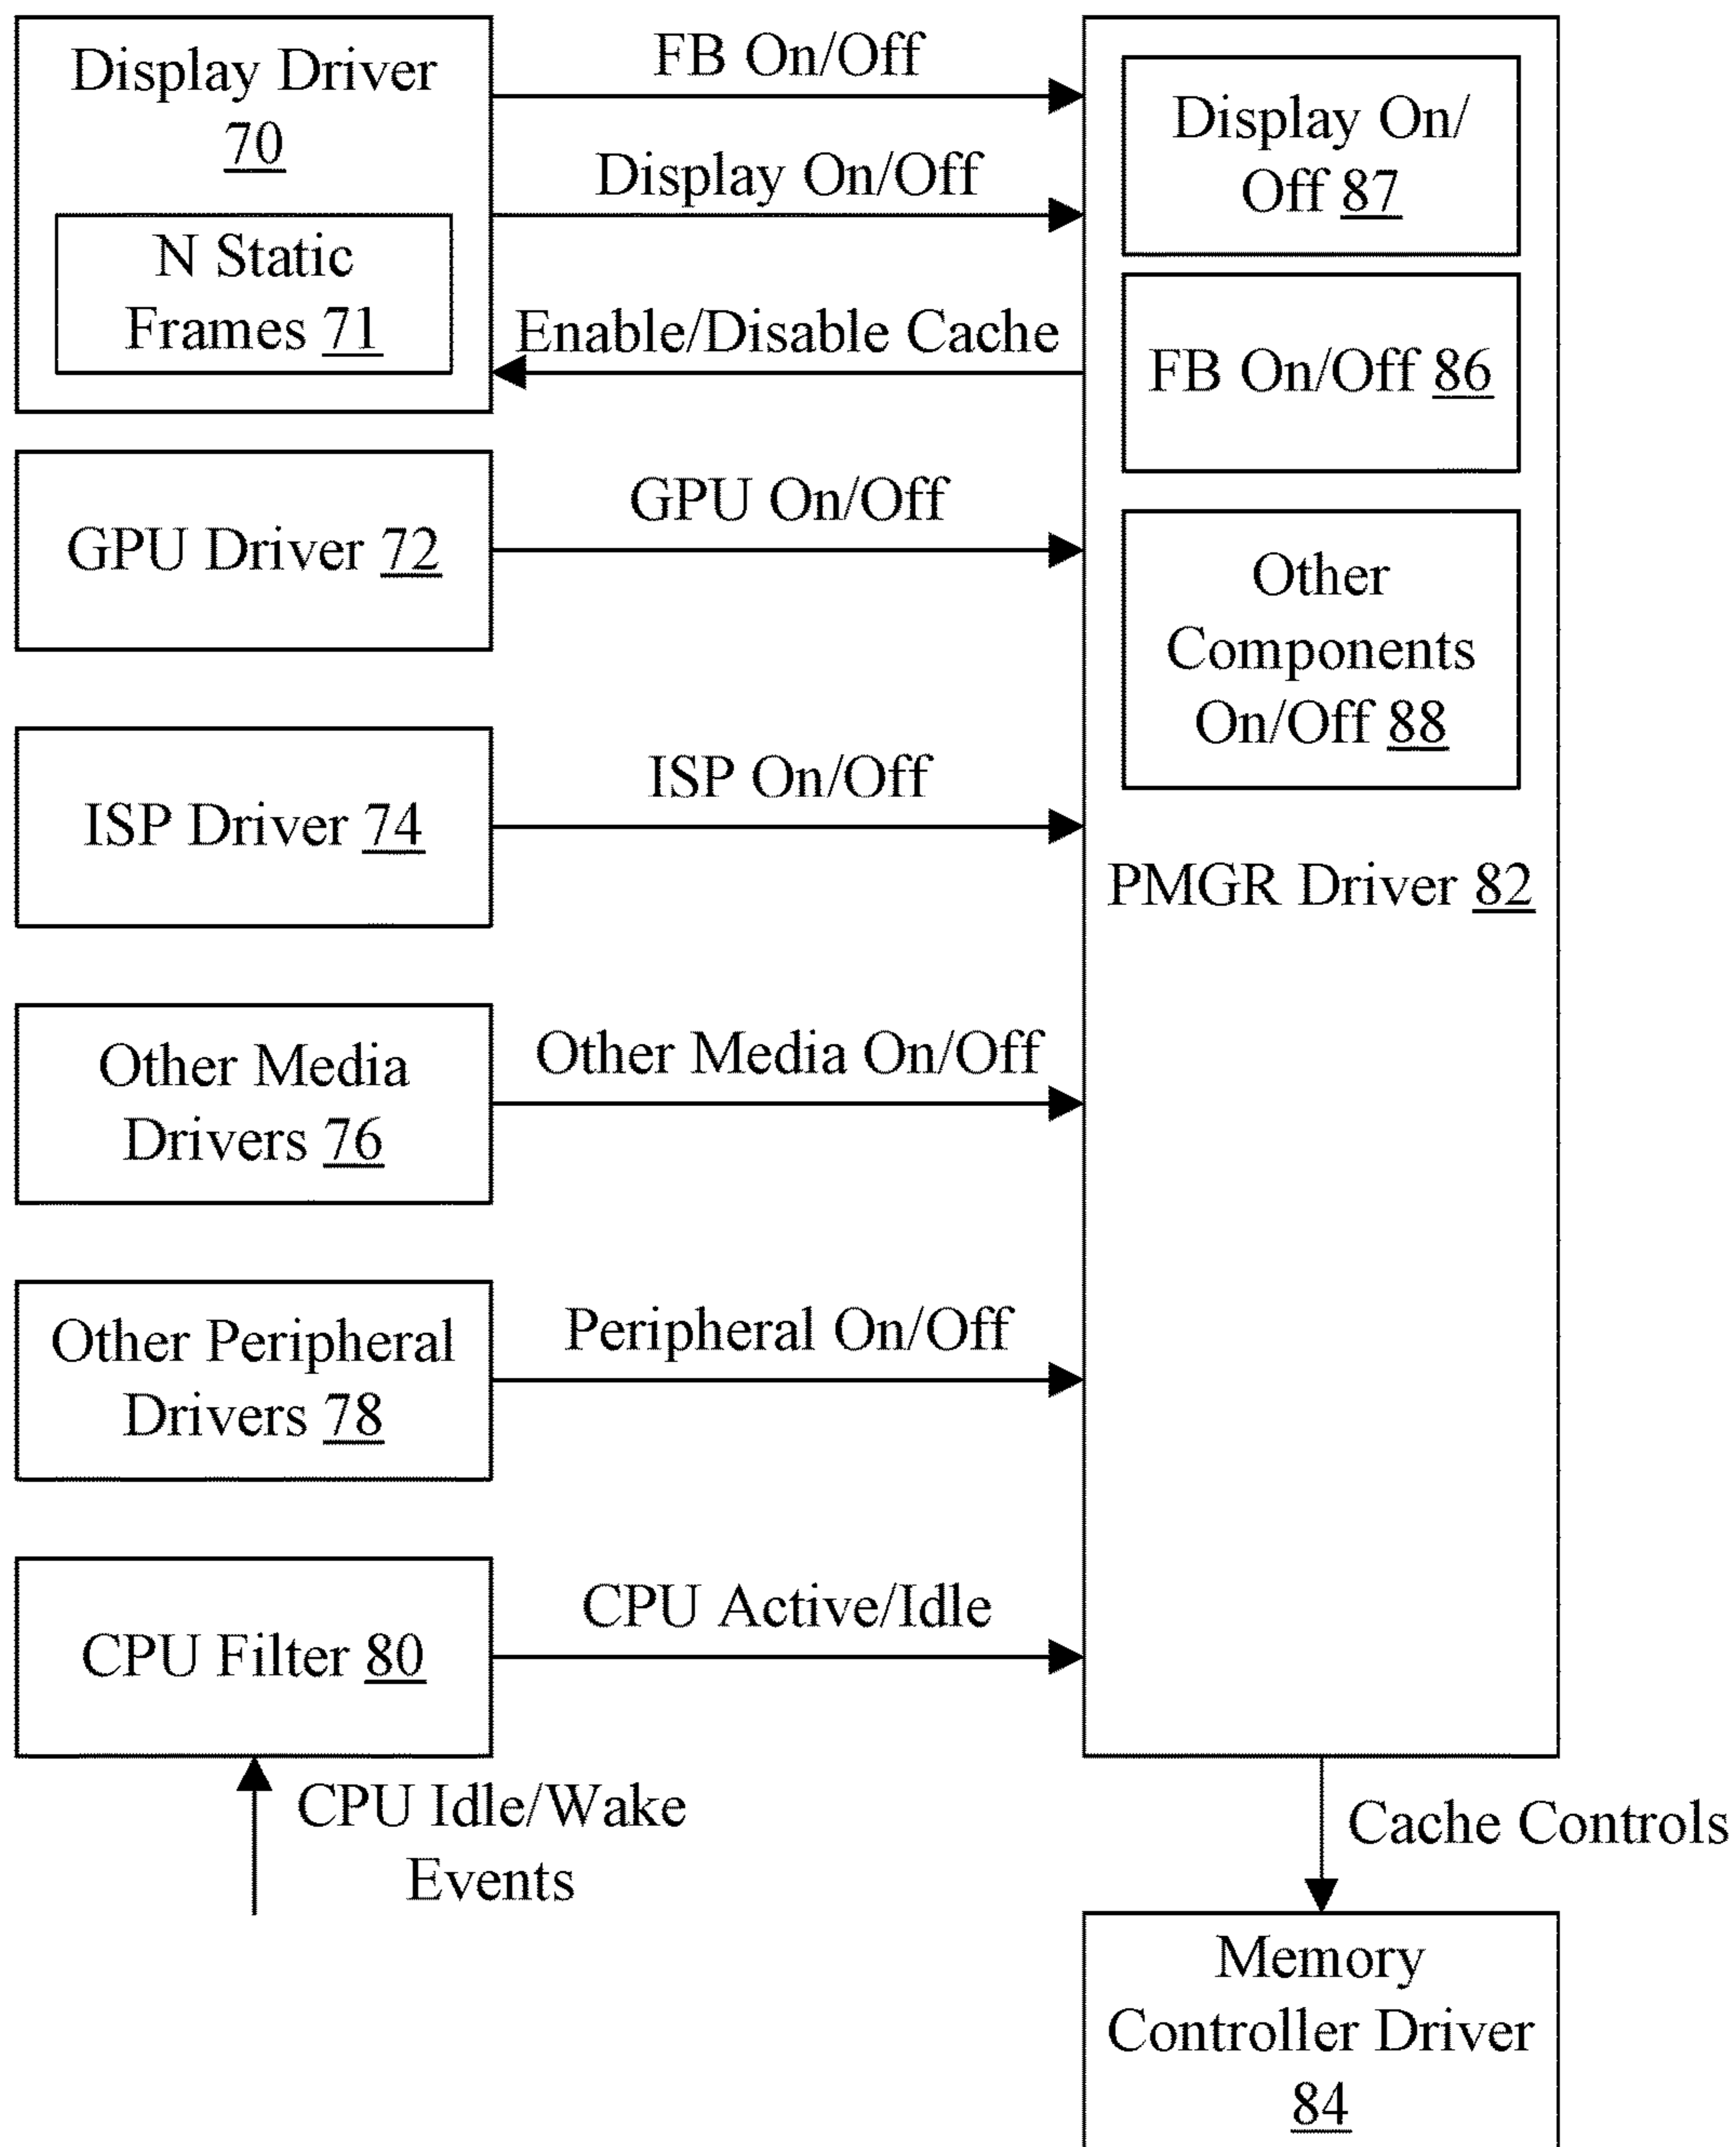 Display Driver
70
N Static
Frames 71
FB On/Off
Display On/Off
Enable/Disable Cache
Display On/
Off 87
FB On/Off 86
Other
Components
On/Off 88
PMGR Driver 82
GPU Driver 72
GPU On/Off
ISP Driver 74
ISP On/Off
Other Media
Drivers 76
Other Media On/Off
Other Peripheral
Drivers 78
Peripheral On/Off
CPU Filter 80
CPU Active/Idle
CPU Idle/Wake
Events
Cache Controls
Memory
Controller Driver
84